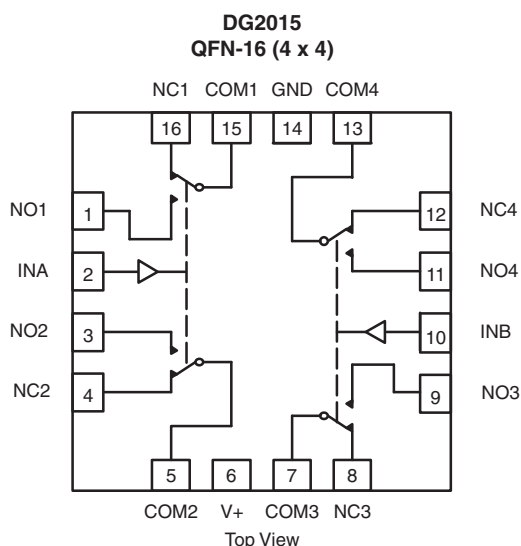 DG2015
QFN-16 (4 x 4)
NC1 COM1 GND COM4
16 15 14 13
NO1 1 12 NC4
INA 2 11 NO4
NO2 3 10 INB
NC2 4 9 NO3
5 6 7 8
COM2 V+ COM3 NC3
Top View